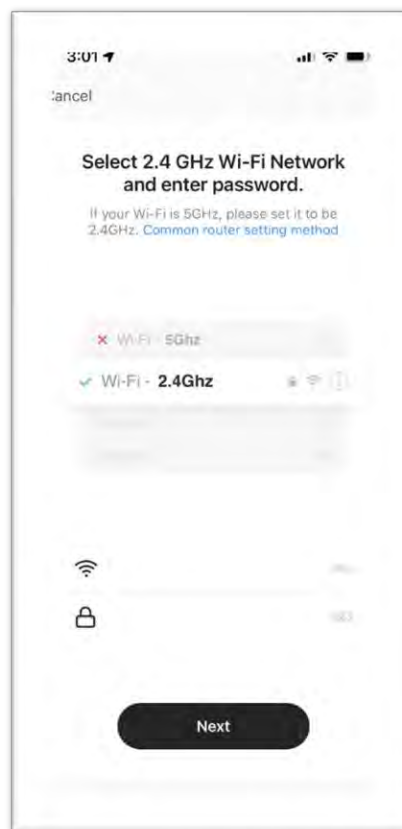 3:01
Cancel
Select 2.4 GHz Wi-Fi Network
and enter password.
If your Wi-Fi is 5GHz, please set it to be
2.4GHz. Common router setting method
Wi-Fi - 5Ghz
Wi-Fi - 2.4Ghz
Next